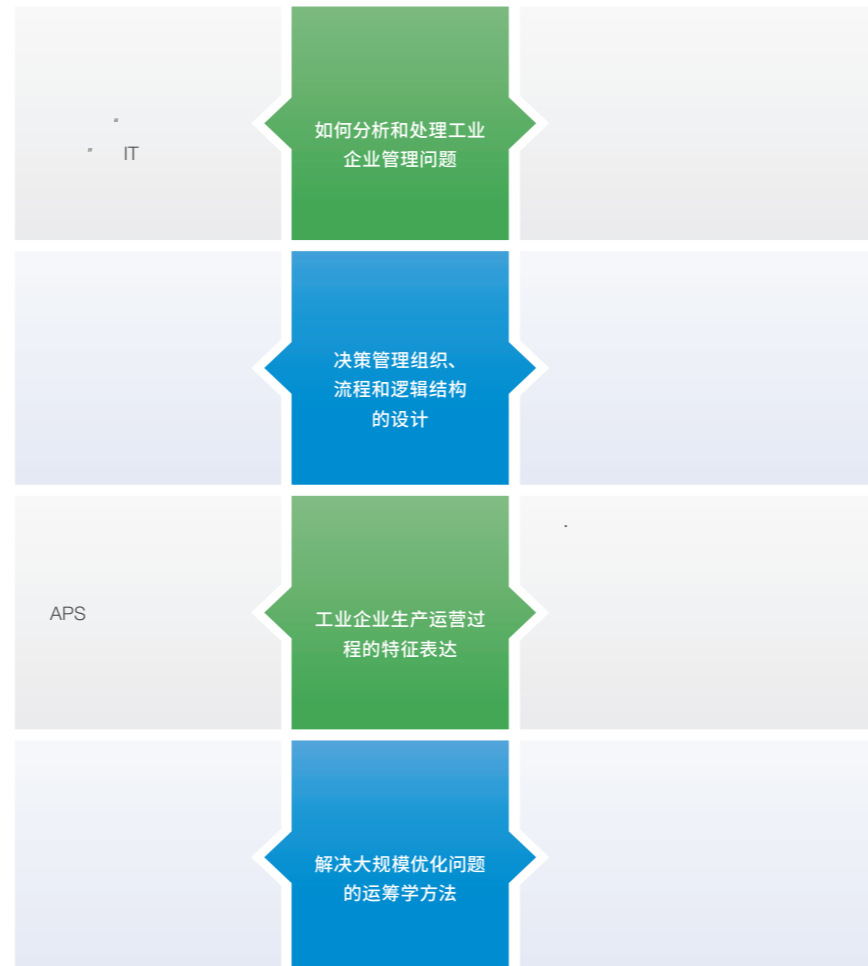 “
” IT
如何分析和处理工业
企业管理问题
决策管理组织、
流程和逻辑结构
的设计
APS
工业企业生产运营过
程的特征表达
.
解决大规模优化问题
的运筹学方法